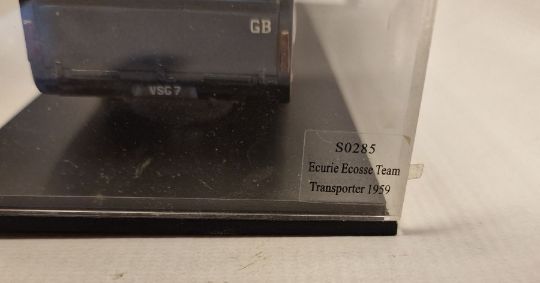 GB
VSG 7
S0285
Ecurie Ecosse Team
Transporter 1959